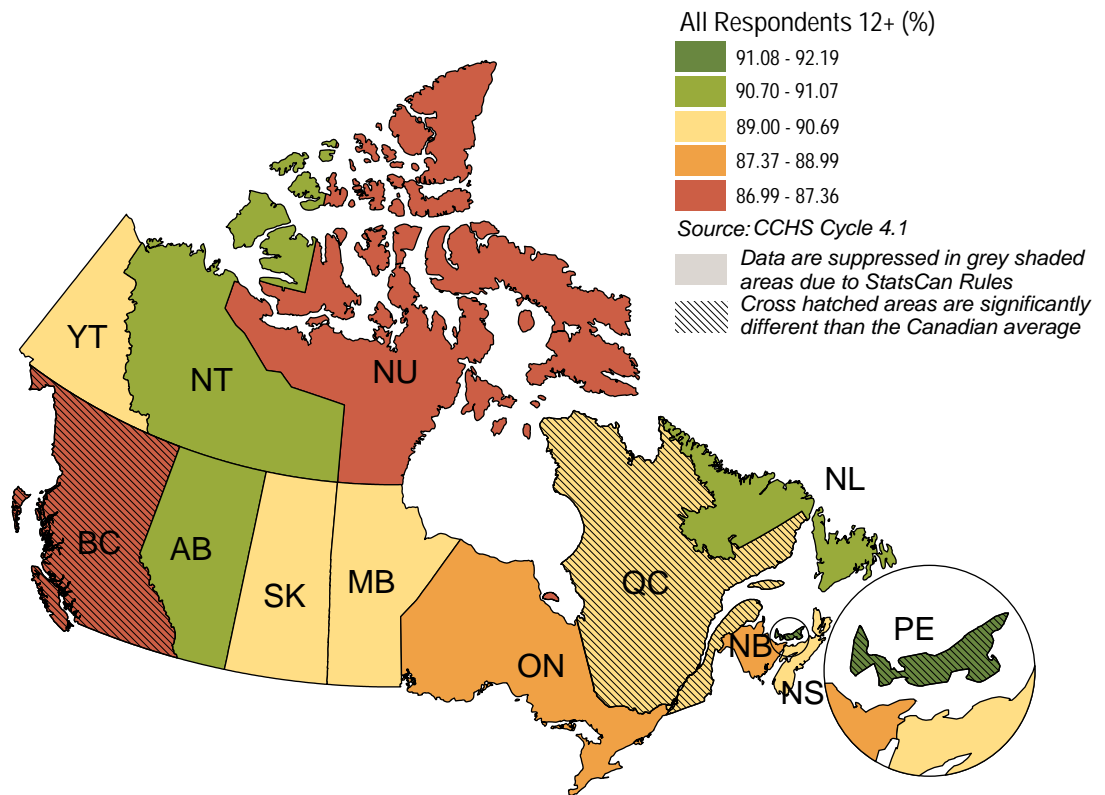 All Respondents 12+ (%)
91.08 - 92.19
90.70 - 91.07
89.00 - 90.69
87.37 - 88.99
86.99 - 87.36
Source: CCHS Cycle 4.1
Data are suppressed in grey shaded
areas due to StatsCan Rules
Cross hatched areas are significantly
different than the Canadian average
YT
NT
NU
NL
BC
AB
SK
MB
QC
ON
NB
NS
PE